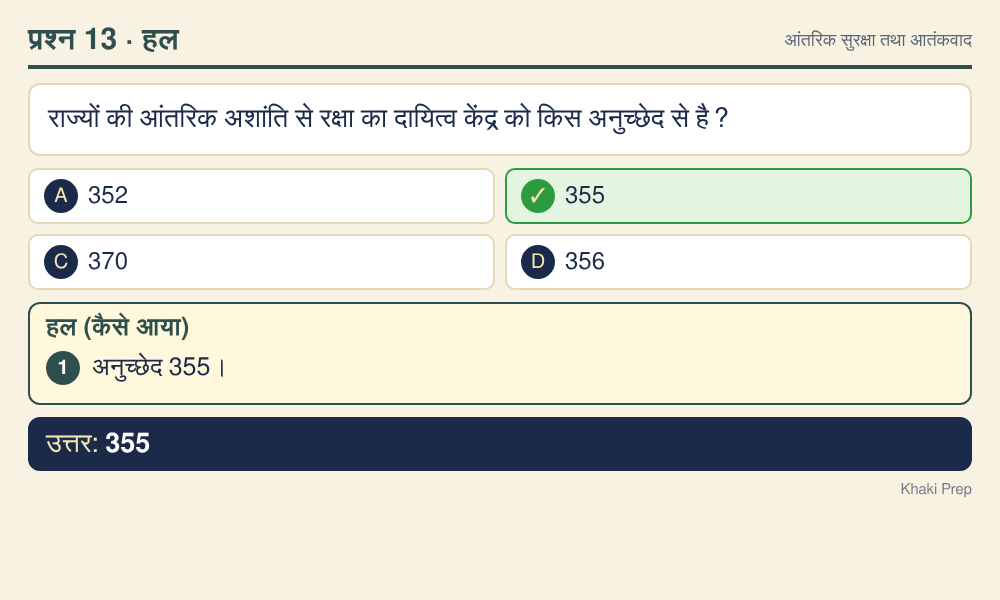 प्रश्न 13 · हल
आंतरिक सुरक्षा तथा आतंकवाद
राज्यों की आंतरिक अशांति से रक्षा का दायित्व केंद्र को किस अनुच्छेद से है ?
A 352
✓ 355
C 370
D 356
हल (कैसे आया)
1 अनुच्छेद 355।
उत्तर: 355
Khaki Prep